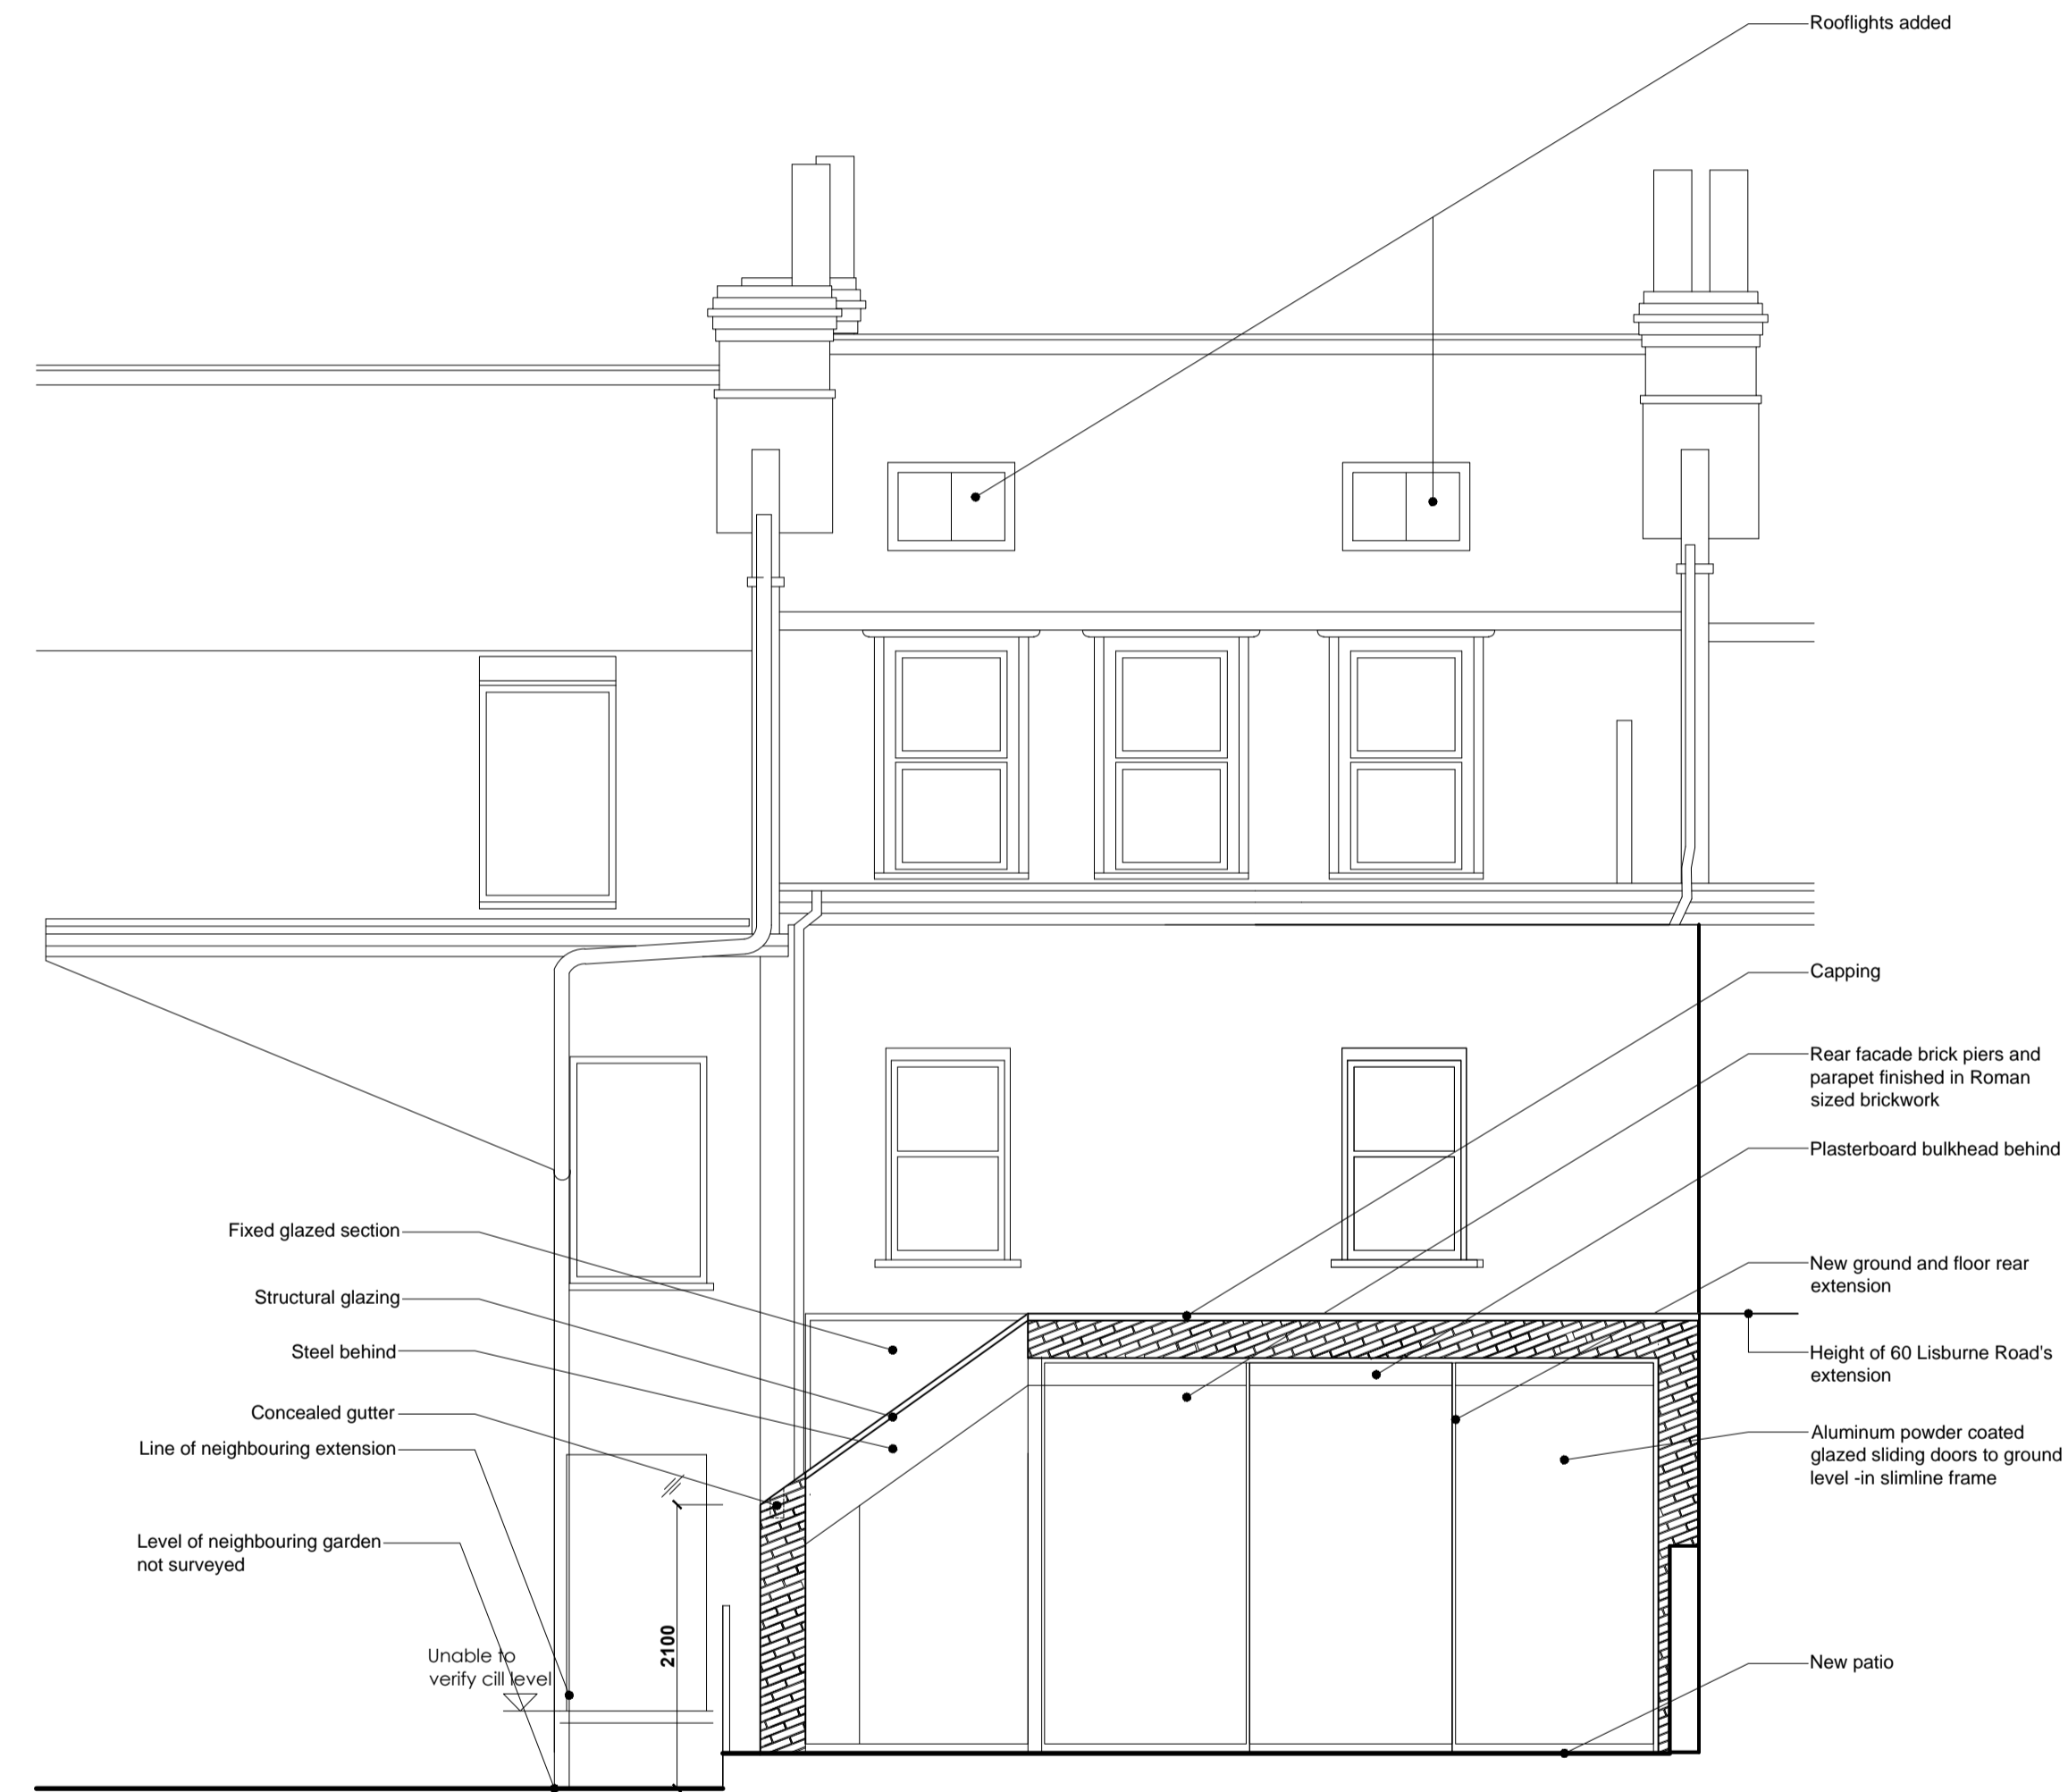 Rooflights added
Capping
Rear facade brick piers and
parapet finished in Roman
sized brickwork
Plasterboard bulkhead behind
New ground and floor rear
extension
Height of 60 Lisburne Road's
extension
Aluminum powder coated
glazed sliding doors to ground
level -in slimline frame
New patio
Fixed glazed section
Structural glazing
Steel behind
Concealed gutter
Line of neighbouring extension
Level of neighbouring garden
not surveyed
Unable to
verify cill level
2100